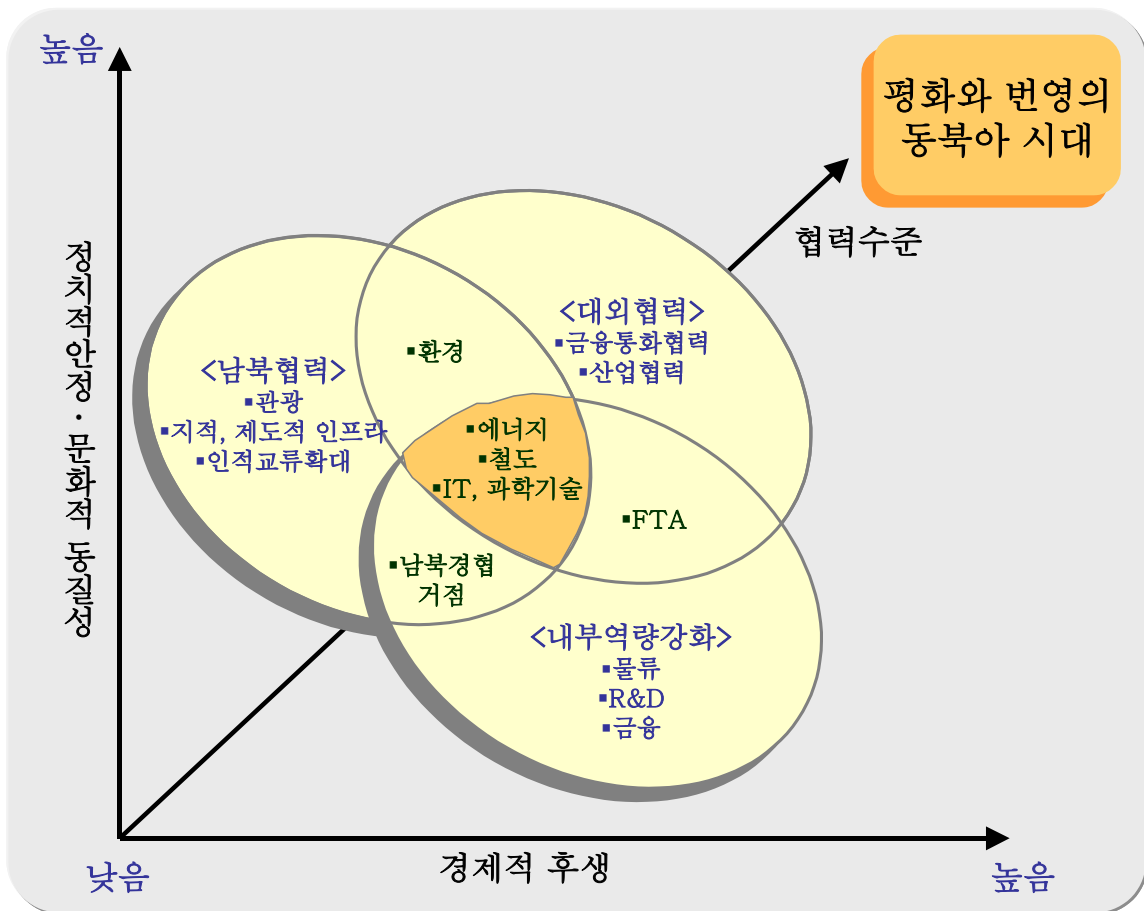 높음
평화와 번영의
동북아 시대
협력수준
정치적안정·문화적 동질성
<대외협력>
▪금융통화협력
▪산업협력
▪환경
<남북협력>
▪관광
▪지적, 제도적 인프라
▪인적교류확대
▪에너지
▪철도
▪IT, 과학기술
▪FTA
▪남북경협
거점
<내부역량강화>
▪물류
▪R&D
▪금융
낮음
경제적 후생
높음